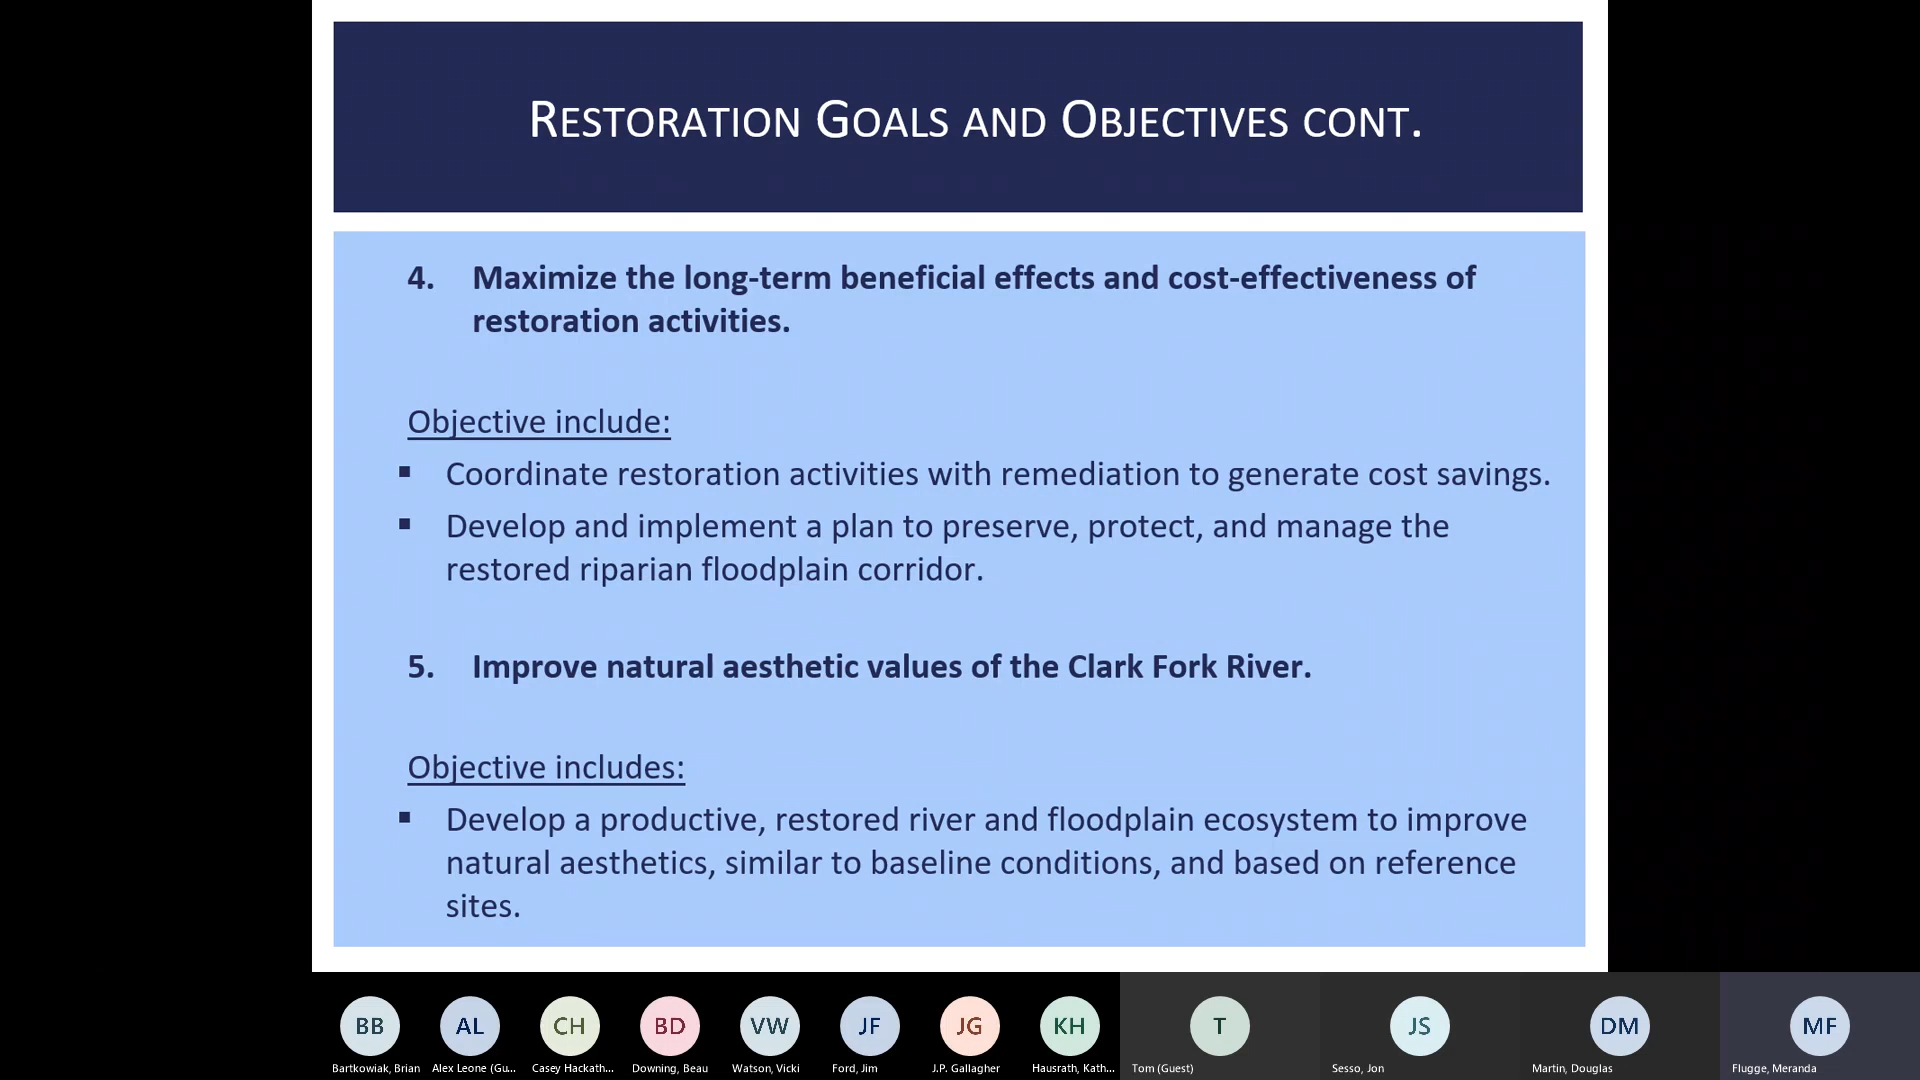 RESTORATION GOALS AND OBJECTIVES CONT.
4. Maximize the long-term beneficial effects and cost-effectiveness of
restoration activities.
Objective include:
▪ Coordinate restoration activities with remediation to generate cost savings.
▪ Develop and implement a plan to preserve, protect, and manage the
restored riparian floodplain corridor.
5. Improve natural aesthetic values of the Clark Fork River.
Objective includes:
▪ Develop a productive, restored river and floodplain ecosystem to improve
natural aesthetics, similar to baseline conditions, and based on reference
sites.
BB AL CH BD VW JF JG KH T JS DM MF
Bartkowiak, Brian Alex Leone (Gu... Casey Hackath... Downing, Beau Watson, Vicki Ford, Jim J.P. Gallagher Hausrath, Kath... Tom (Guest) Sesso, Jon Martin, Douglas Flugge, Meranda